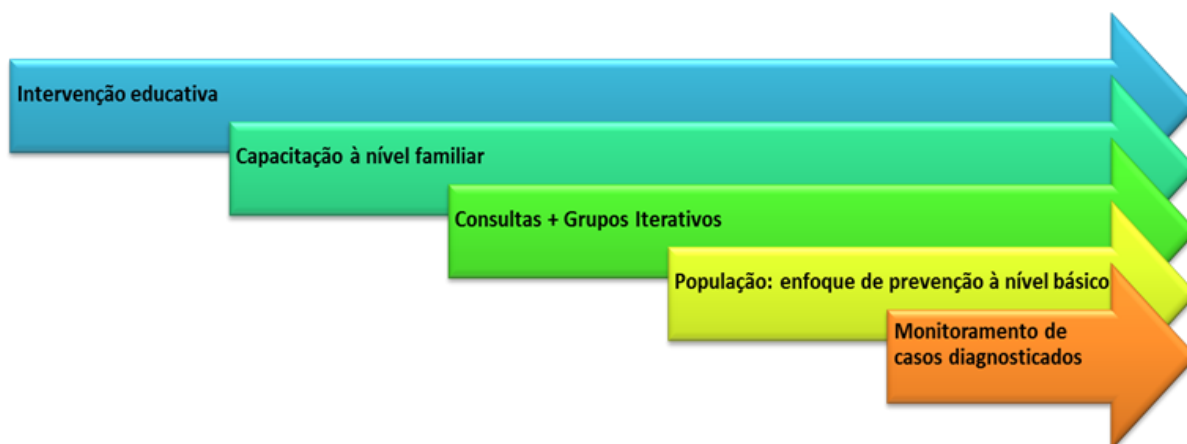 Intervenção educativa
Capacitação à nível familiar
Consultas + Grupos Iterativos
População: enfoque de prevenção à nível básico
Monitoramento de
casos diagnosticados